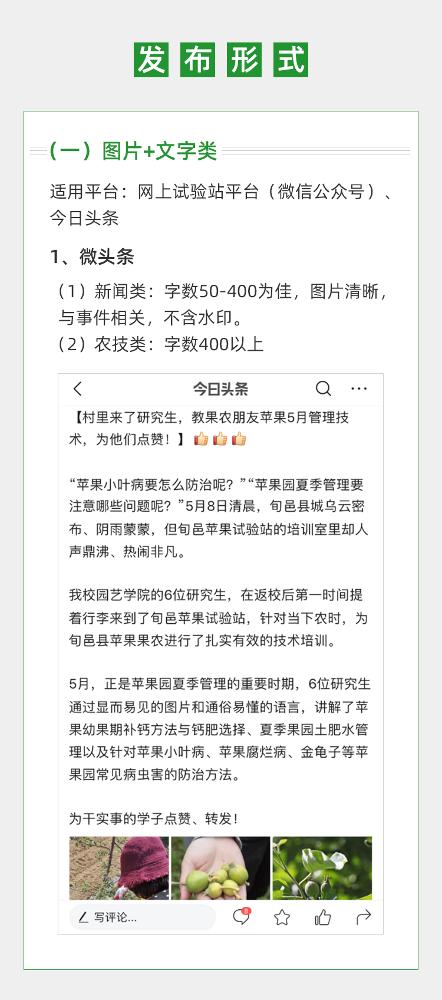 发布形式
（一）图片+文字类
适用平台：网上试验站平台（微信公众号）、
今日头条
1、微头条
（1）新闻类：字数50-400为佳，图片清晰，
与事件相关，不含水印。
（2）农技类：字数400以上
今日头条
【村里来了研究生，教果农朋友苹果5月管理技
术，为他们点赞！】👍👍👍
“苹果小叶病要怎么防治呢？”“苹果园夏季管理要
注意哪些问题呢？”5月8日清晨，旬邑县城乌云密
布、阴雨蒙蒙，但旬邑苹果试验站的培训室里却人
声鼎沸、热闹非凡。
我校园艺学院的6位研究生，在返校后第一时间提
着行李来到了旬邑苹果试验站，针对当下农时，为
旬邑县苹果果农进行了扎实有效的技术培训。
5月，正是苹果园夏季管理的重要时期，6位研究生
通过显而易见的图片和通俗易懂的语言，讲解了苹
果幼果期补钙方法与钙肥选择、夏季果园土肥水管
理以及针对苹果小叶病、苹果腐烂病、金龟子等苹
果园常见病虫害的防治方法。
为干实事的学子点赞、转发！
写评论...
8